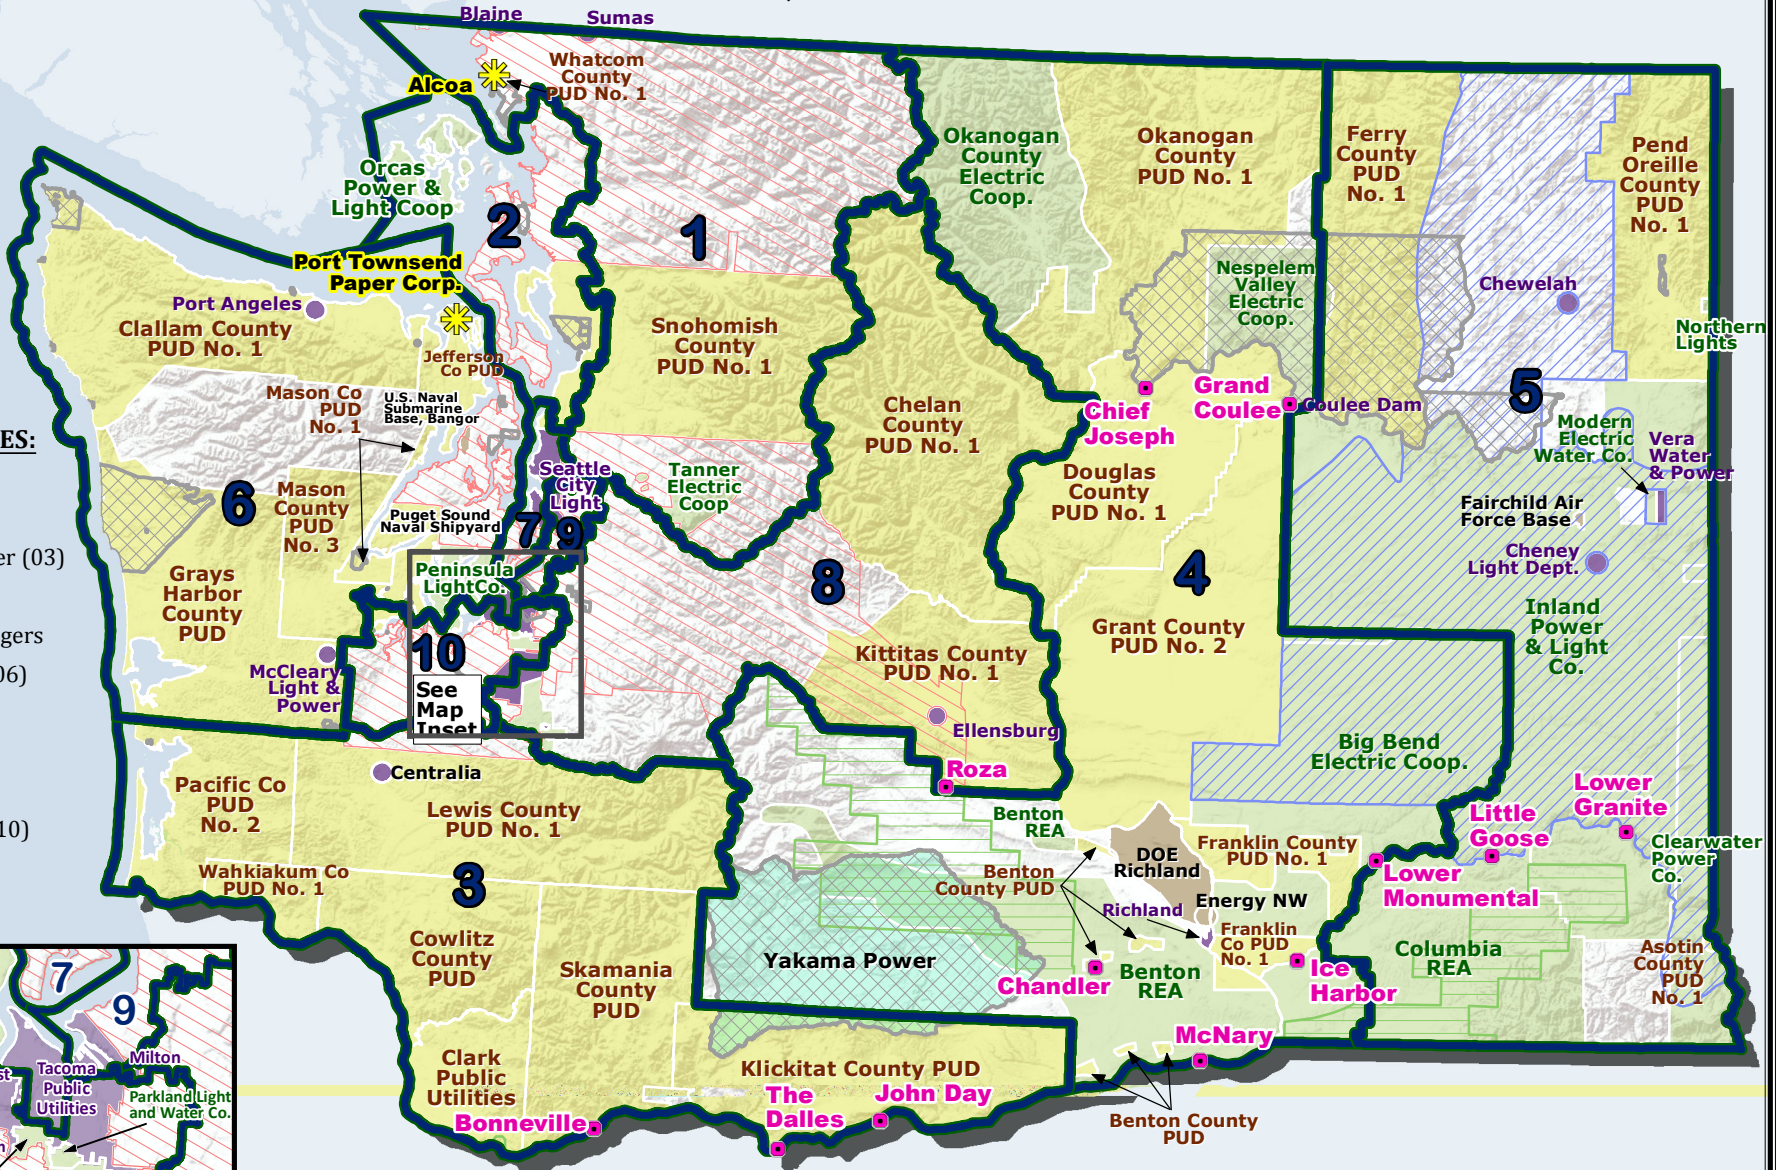 Blaine
Sumas
Whatcom
County
PUD No. 1
Alcoa
Orcas
Power &
Light Coop
Okanogan
County
Electric
Coop.
Okanogan
County
PUD No. 1
Ferry
County
PUD
No. 1
Pend
Oreille
County
PUD
No. 1
2
1
Port Townsend
Paper Corp.
Port Angeles
Clallam County
PUD No. 1
Jefferson
Co PUD
Snohomish
County
PUD No. 1
Nespelem
Valley
Electric
Coop.
Chewelah
Northern
Lights
Mason Co
PUD
No. 1
U.S. Naval
Submarine
Base, Bangor
Chelan
County
PUD No. 1
Chief
Joseph
Grand
Coulee
Coulee Dam
5
Modern
Electric
Water Co.
Vera
Water
& Power
ES:
Seattle
City
Light
Tanner
Electric
Coop
Douglas
County
PUD No. 1
6
Mason
County
PUD
No. 3
Puget Sound
Naval Shipyard
7
9
Fairchild Air
Force Base
er (03)
Cheney
Light Dept.
Grays
Harbor
County
PUD
Peninsula
LightCo.
8
4
Inland
Power
& Light
Co.
gers
06)
10
Grant County
PUD No. 2
McCleary
Light &
Power
See
Map
Inset
Kittitas County
PUD No. 1
Ellensburg
Big Bend
Electric Coop.
Centralia
Roza
Pacific Co
PUD
No. 2
Lewis County
PUD No. 1
Benton
REA
Little
Goose
Lower
Granite
10)
Franklin County
PUD No. 1
DOE
Richland
Clearwater
Power
Co.
Wahkiakum Co
PUD No. 1
3
Benton
County PUD
Lower
Monumental
Richland
Energy NW
Franklin
Co PUD
No. 1
Cowlitz
County
PUD
Skamania
County
PUD
Yakama Power
Chandler
Benton
REA
Ice
Harbor
Columbia
REA
Asotin
County
PUD
No. 1
McNary
Clark
Public
Utilities
Klickitat County PUD
Bonneville
The
Dalles
John Day
Benton County
PUD
7
9
Milton
st
Tacoma
Public
Utilities
Parkland Light
and Water Co.
n